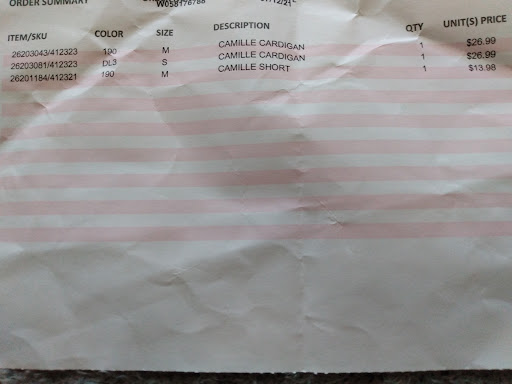 ORDER SUMMARY
ITEM/SKU COLOR SIZE DESCRIPTION QTY UNIT(S) PRICE
26203043/412323 190 M CAMILLE CARDIGAN 1 $26.99
26203081/412323 DL3 S CAMILLE CARDIGAN 1 $26.99
26201184/412321 190 M CAMILLE SHORT 1 $13.98